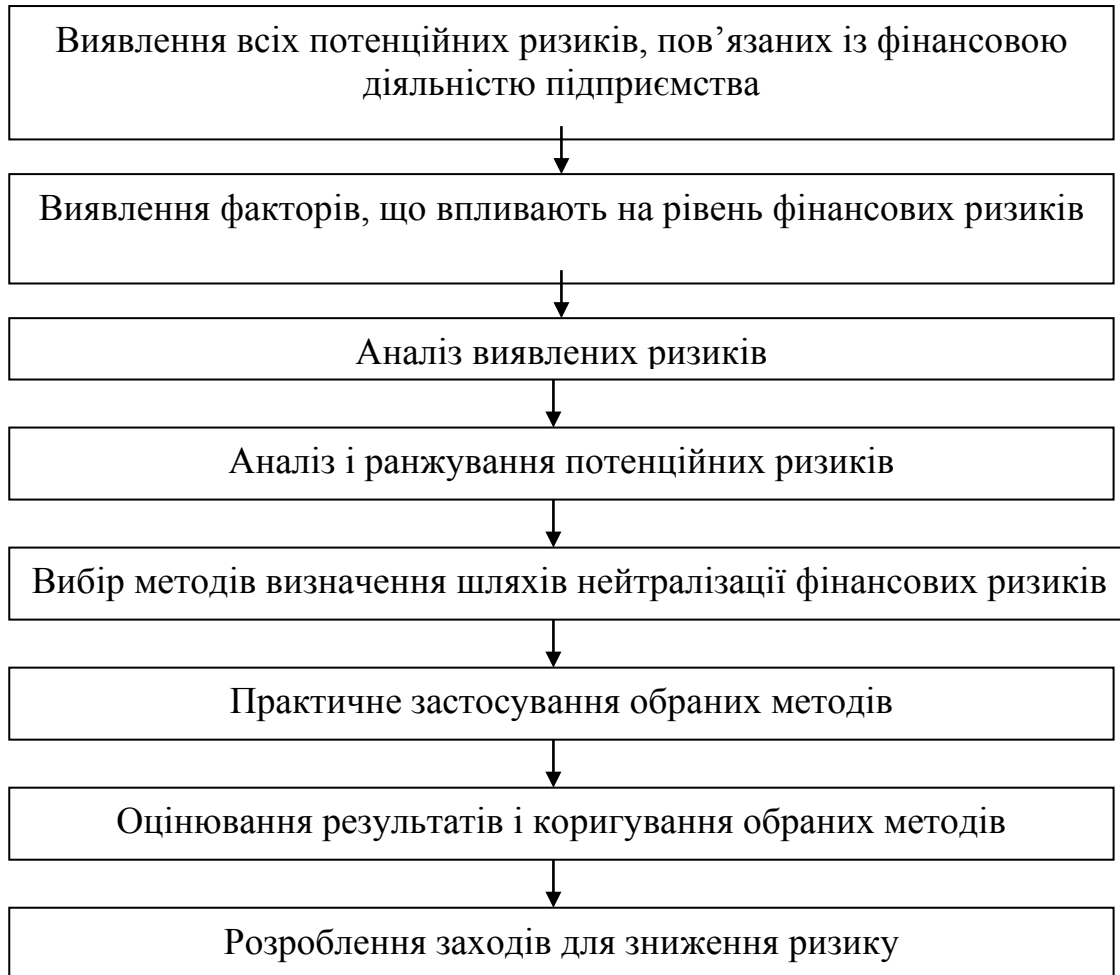 Виявлення всіх потенційних ризиків, пов’язаних із фінансовою
діяльністю підприємства
Виявлення факторів, що впливають на рівень фінансових ризиків
Аналіз виявлених ризиків
Аналіз і ранжування потенційних ризиків
Вибір методів визначення шляхів нейтралізації фінансових ризиків
Практичне застосування обраних методів
Оцінювання результатів і коригування обраних методів
Розроблення заходів для зниження ризику